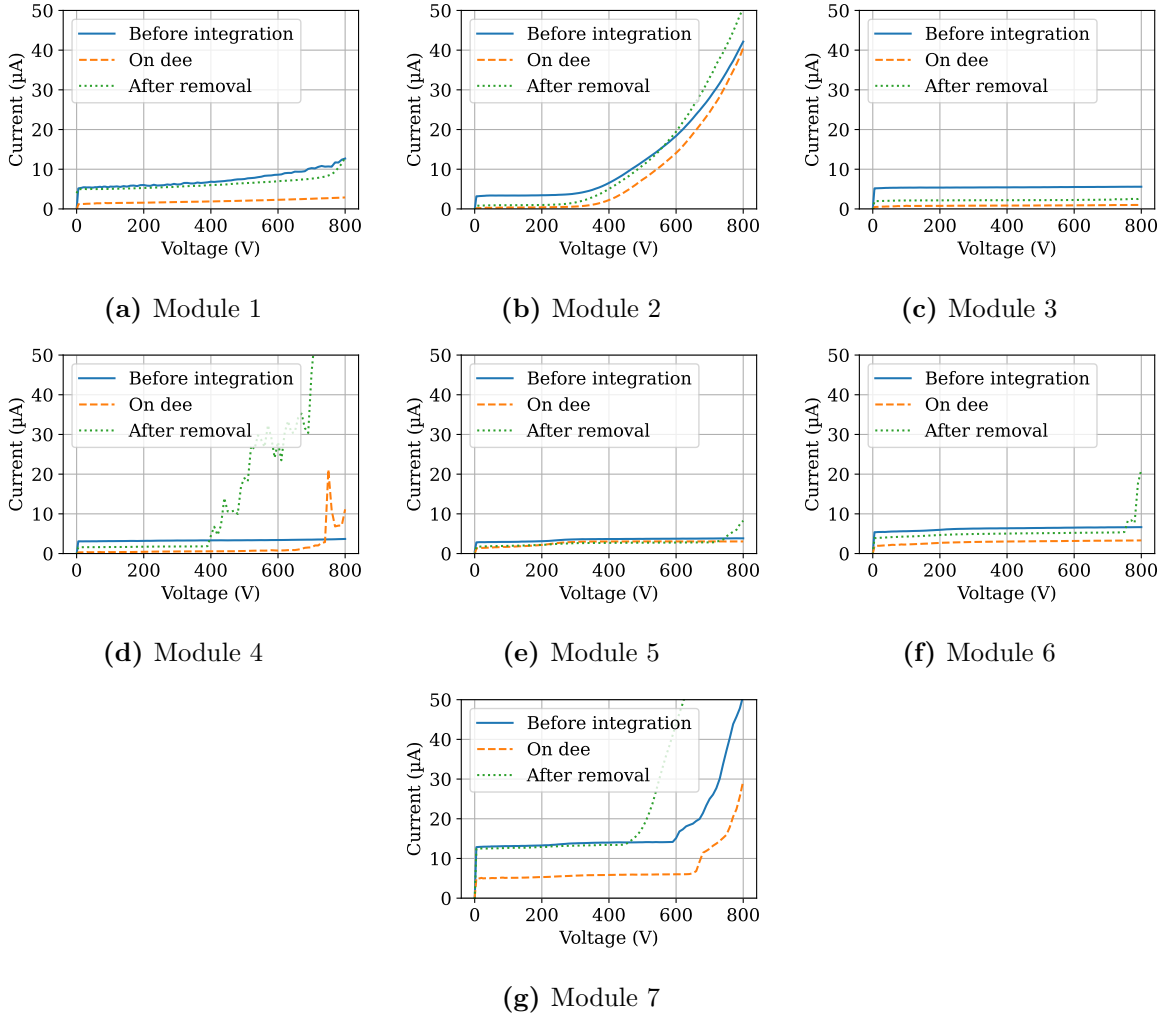 50
40
30
20
10
0
Current (µA)
Before integration
On dee
After removal
0 200 400 600 800
Voltage (V)
(a) Module 1
50
40
30
20
10
0
Current (µA)
Before integration
On dee
After removal
0 200 400 600 800
Voltage (V)
(b) Module 2
50
40
30
20
10
0
Current (µA)
Before integration
On dee
After removal
0 200 400 600 800
Voltage (V)
(c) Module 3
50
40
30
20
10
0
Current (µA)
Before integration
On dee
After removal
0 200 400 600 800
Voltage (V)
(d) Module 4
50
40
30
20
10
0
Current (µA)
Before integration
On dee
After removal
0 200 400 600 800
Voltage (V)
(e) Module 5
50
40
30
20
10
0
Current (µA)
Before integration
On dee
After removal
0 200 400 600 800
Voltage (V)
(f) Module 6
50
40
30
20
10
0
Current (µA)
Before integration
On dee
After removal
0 200 400 600 800
Voltage (V)
(g) Module 7